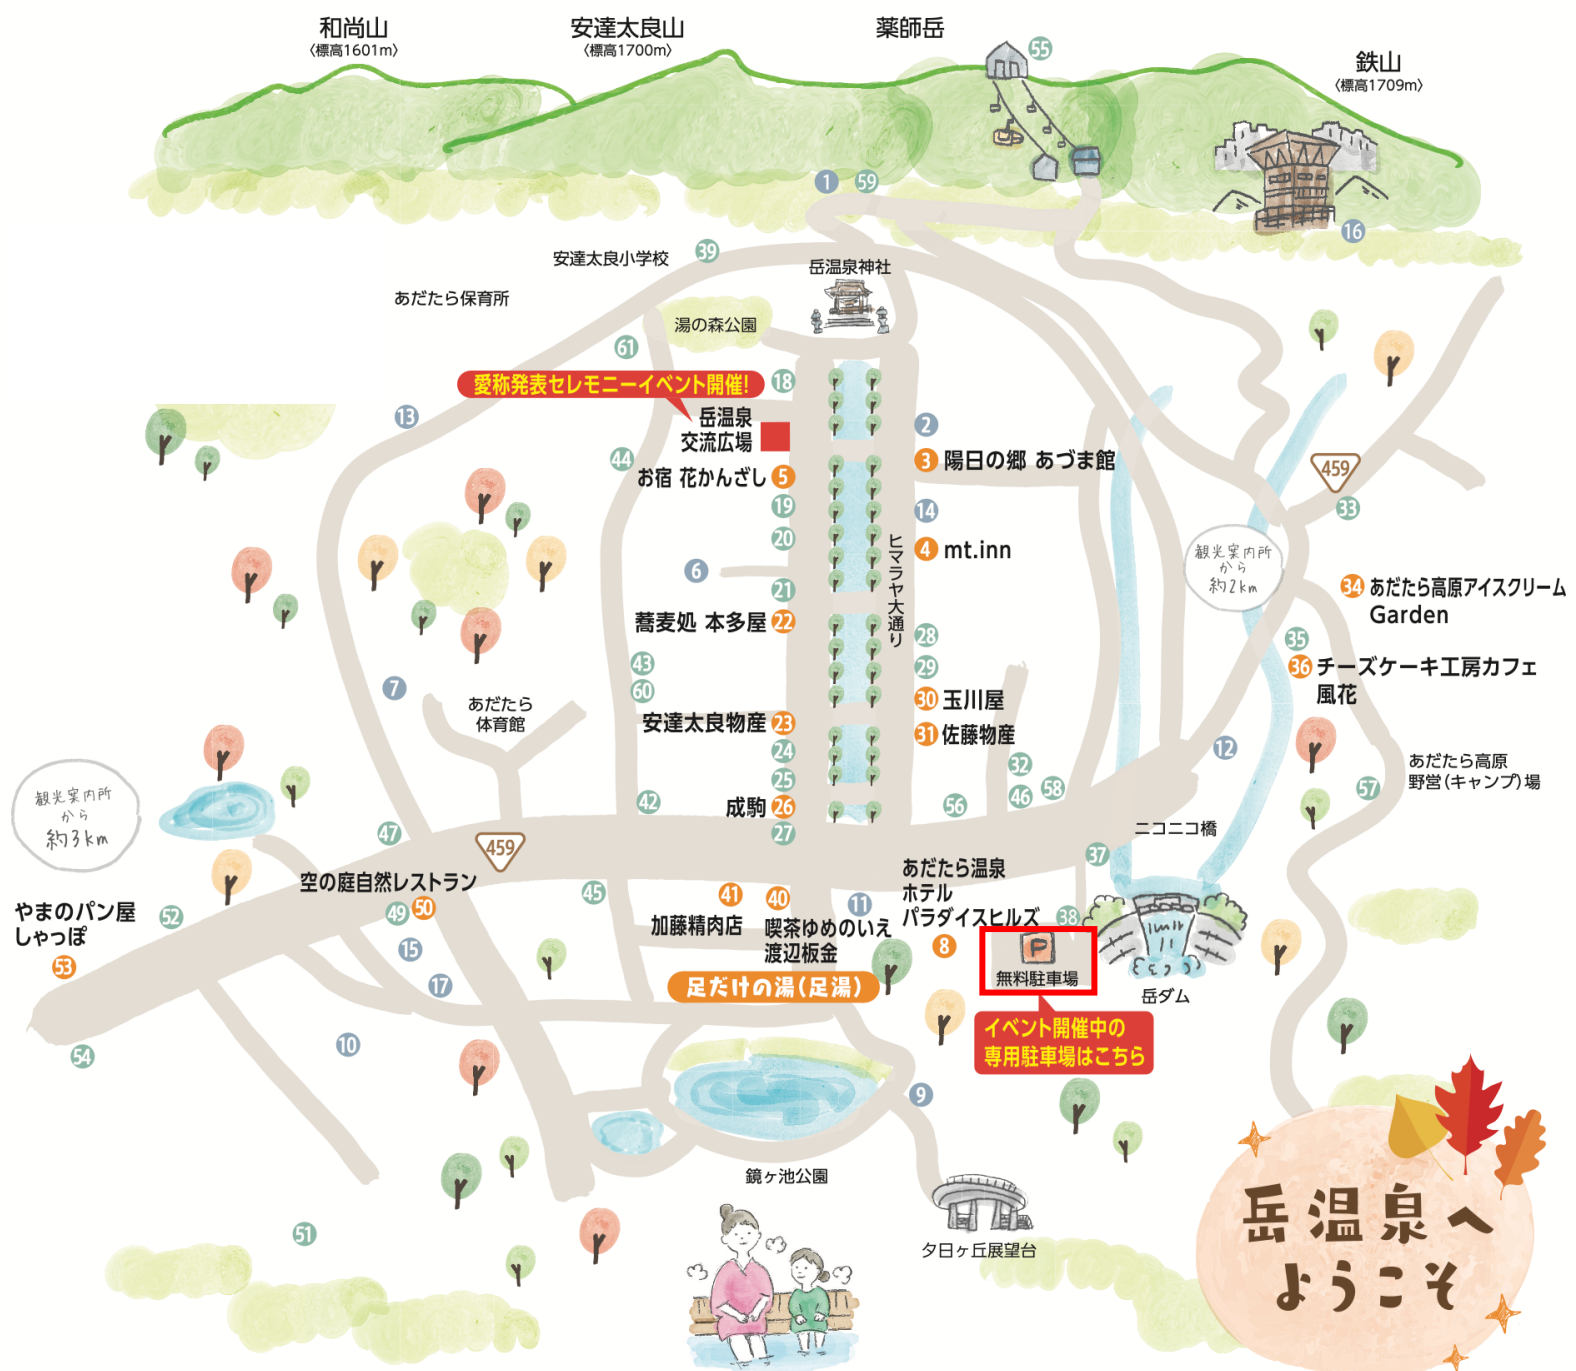 和尚山
〈標高1601m〉
安達太良山
〈標高1700m〉
薬師岳
55
鉄山
〈標高1709m〉
1
59
16
39
安達太良小学校
岳温泉神社
あだたら保育所
湯の森公園
61
愛称発表セレモニーイベント開催!
18
13
岳温泉
交流広場
2
44
お宿 花かんざし
5
3
陽日の郷 あづま館
459
33
19
14
20
4
mt.inn
ヒマラヤ大通り
観光案内所
から
約2km
6
21
34
あだたら高原アイスクリーム
Garden
蕎麦処 本多屋
22
28
35
43
29
36
チーズケーキ工房カフェ
風花
7
60
30
玉川屋
あだたら
体育館
安達太良物産
23
31
佐藤物産
12
24
32
あだたら高原
野営(キャンプ)場
57
観光案内所
から
約3km
25
58
42
成駒
26
56
46
47
27
ニコニコ橋
459
37
空の庭自然レストラン
あだたら温泉
ホテル
パラダイスヒルズ
やまのパン屋
しゃっぽ
52
49
50
45
41
40
11
38
加藤精肉店
喫茶ゆめのいえ
渡辺板金
8
P
無料駐車場
53
15
17
足だけの湯(足湯)
岳ダム
イベント開催中の
専用駐車場はこちら
54
10
9
鏡ヶ池公園
51
夕日ヶ丘展望台
岳温泉へ
ようこそ